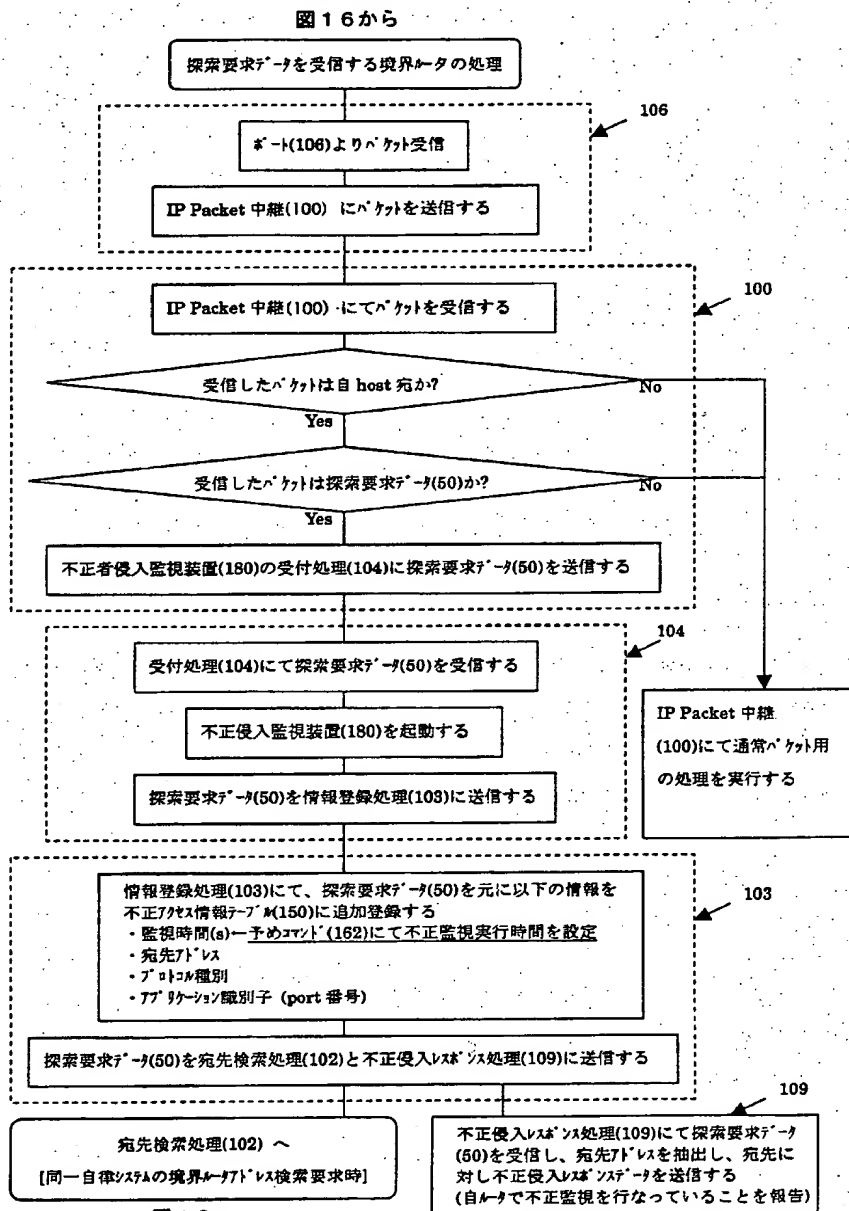 図16から
探索要求データを受信する境界ルータの処理
106
ポート(106)よりパケット受信
IP Packet 中継(100) にパケットを送信する
100
IP Packet 中継(100) にてパケットを受信する
受信したパケットは自 host 宛か?
No
Yes
受信したパケットは探索要求データ(50)か?
No
Yes
不正者侵入監視装置(180)の受付処理(104)に探索要求データ(50)を送信する
104
受付処理(104)にて探索要求データ(50)を受信する
不正侵入監視装置(180)を起動する
探索要求データ(50)を情報登録処理(103)に送信する
IP Packet 中継
(100)にて通常パケット用
の処理を実行する
103
情報登録処理(103)にて、探索要求データ(50)を元に以下の情報を
不正アクセス情報テーブル(150)に追加登録する
・監視時間(s)←予めコマンド(162)にて不正監視実行時間を設定
・宛先アドレス
・プロトコル種別
・アプリケーション識別子 (port 番号)
探索要求データ(50)を宛先検索処理(102)と不正侵入レスポンス処理(109)に送信する
109
宛先検索処理(102) へ
[同一自律システムの境界ルータアドレス検索要求時]
不正侵入レスポンス処理(109)にて探索要求データ
(50)を受信し、宛先アドレスを抽出し、宛先に
対し不正侵入レスポンスデータを送信する
(自ルータで不正監視を行なっていることを報告)